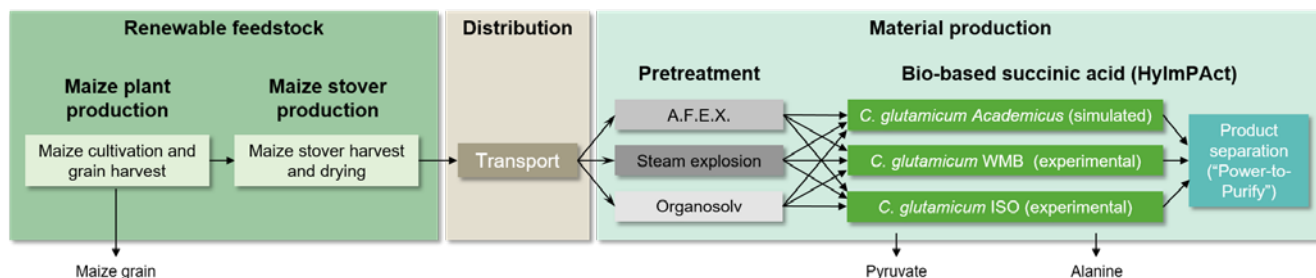 Renewable feedstock
Distribution
Material production
Maize plant
production
Maize stover
production
Pretreatment
Bio-based succinic acid (HyImPAct)
Maize cultivation and
grain harvest
Maize stover harvest
and drying
Transport
A.F.E.X.
Steam explosion
Organosolv
C. glutamicum Academicus (simulated)
C. glutamicum WMB (experimental)
C. glutamicum ISO (experimental)
Product
separation
("Power-to-
Purify")
Maize grain
Pyruvate
Alanine